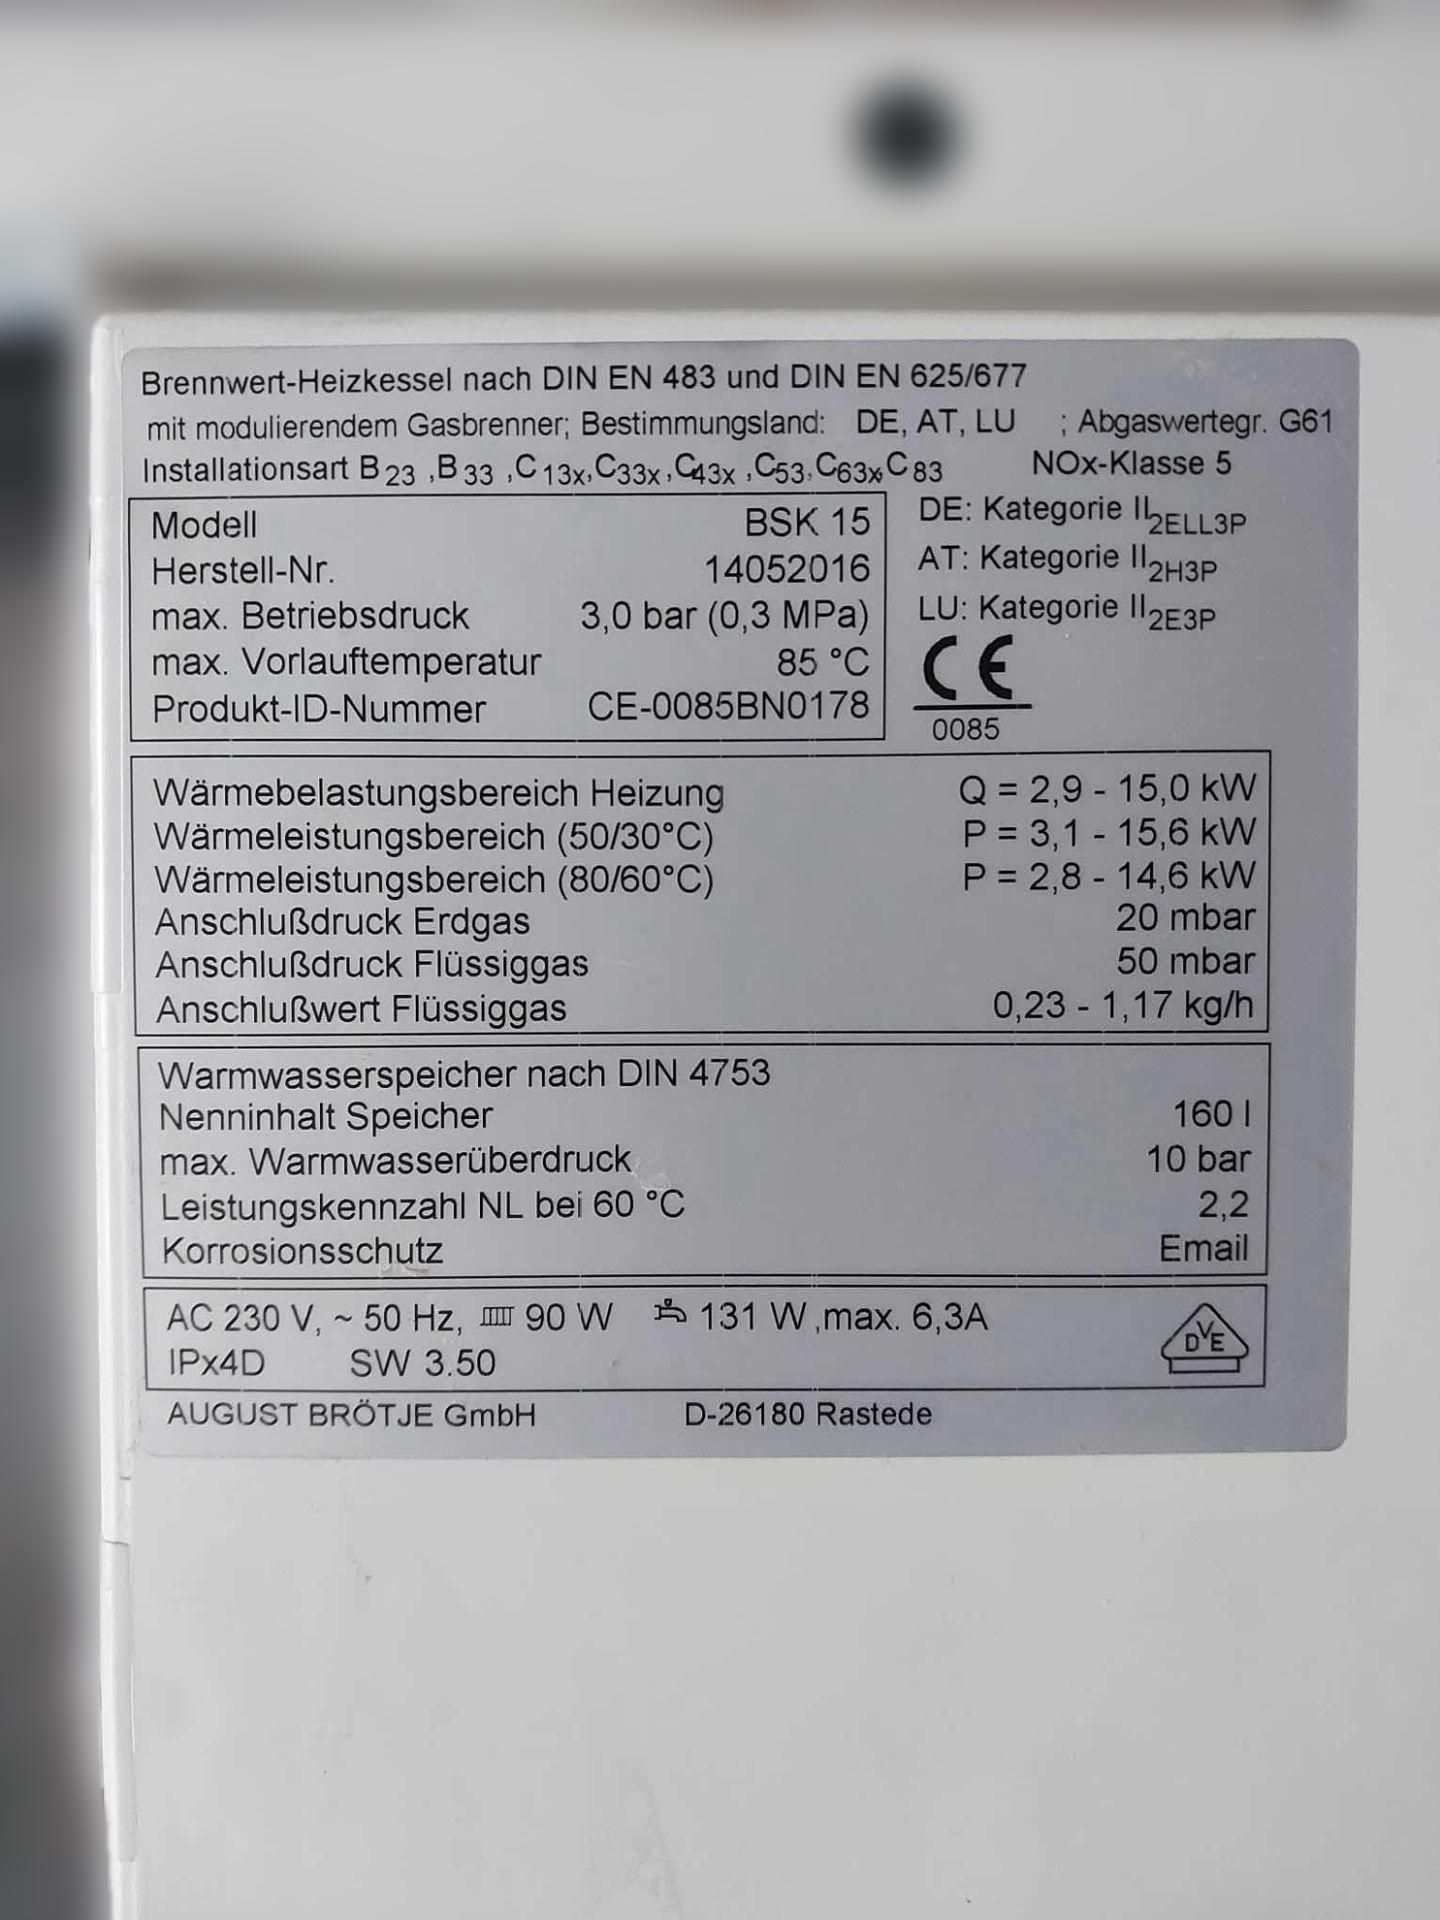 Brennwert-Heizkessel nach DIN EN 483 und DIN EN 625/677
mit modulierendem Gasbrenner; Bestimmungsland: DE, AT, LU ; Abgaswertegr. G61
Installationsart B23 ,B33 ,C13x,C33x,C43x ,C53,C63x,C83 NOx-Klasse 5
Modell BSK 15
Herstell-Nr. 14052016
max. Betriebsdruck 3,0 bar (0,3 MPa)
max. Vorlauftemperatur 85 °C
Produkt-ID-Nummer CE-0085BN0178
DE: Kategorie II2ELL3P
AT: Kategorie II2H3P
LU: Kategorie II2E3P
CE
0085
Wärmebelastungsbereich Heizung Q = 2,9 - 15,0 kW
Wärmeleistungsbereich (50/30°C) P = 3,1 - 15,6 kW
Wärmeleistungsbereich (80/60°C) P = 2,8 - 14,6 kW
Anschlußdruck Erdgas 20 mbar
Anschlußdruck Flüssiggas 50 mbar
Anschlußwert Flüssiggas 0,23 - 1,17 kg/h
Warmwasserspeicher nach DIN 4753
Nenninhalt Speicher 160 l
max. Warmwasserüberdruck 10 bar
Leistungskennzahl NL bei 60 °C 2,2
Korrosionsschutz Email
AC 230 V, ~ 50 Hz, 90 W 131 W ,max. 6,3A
IPx4D SW 3.50
DVE
AUGUST BRÖTJE GmbH D-26180 Rastede